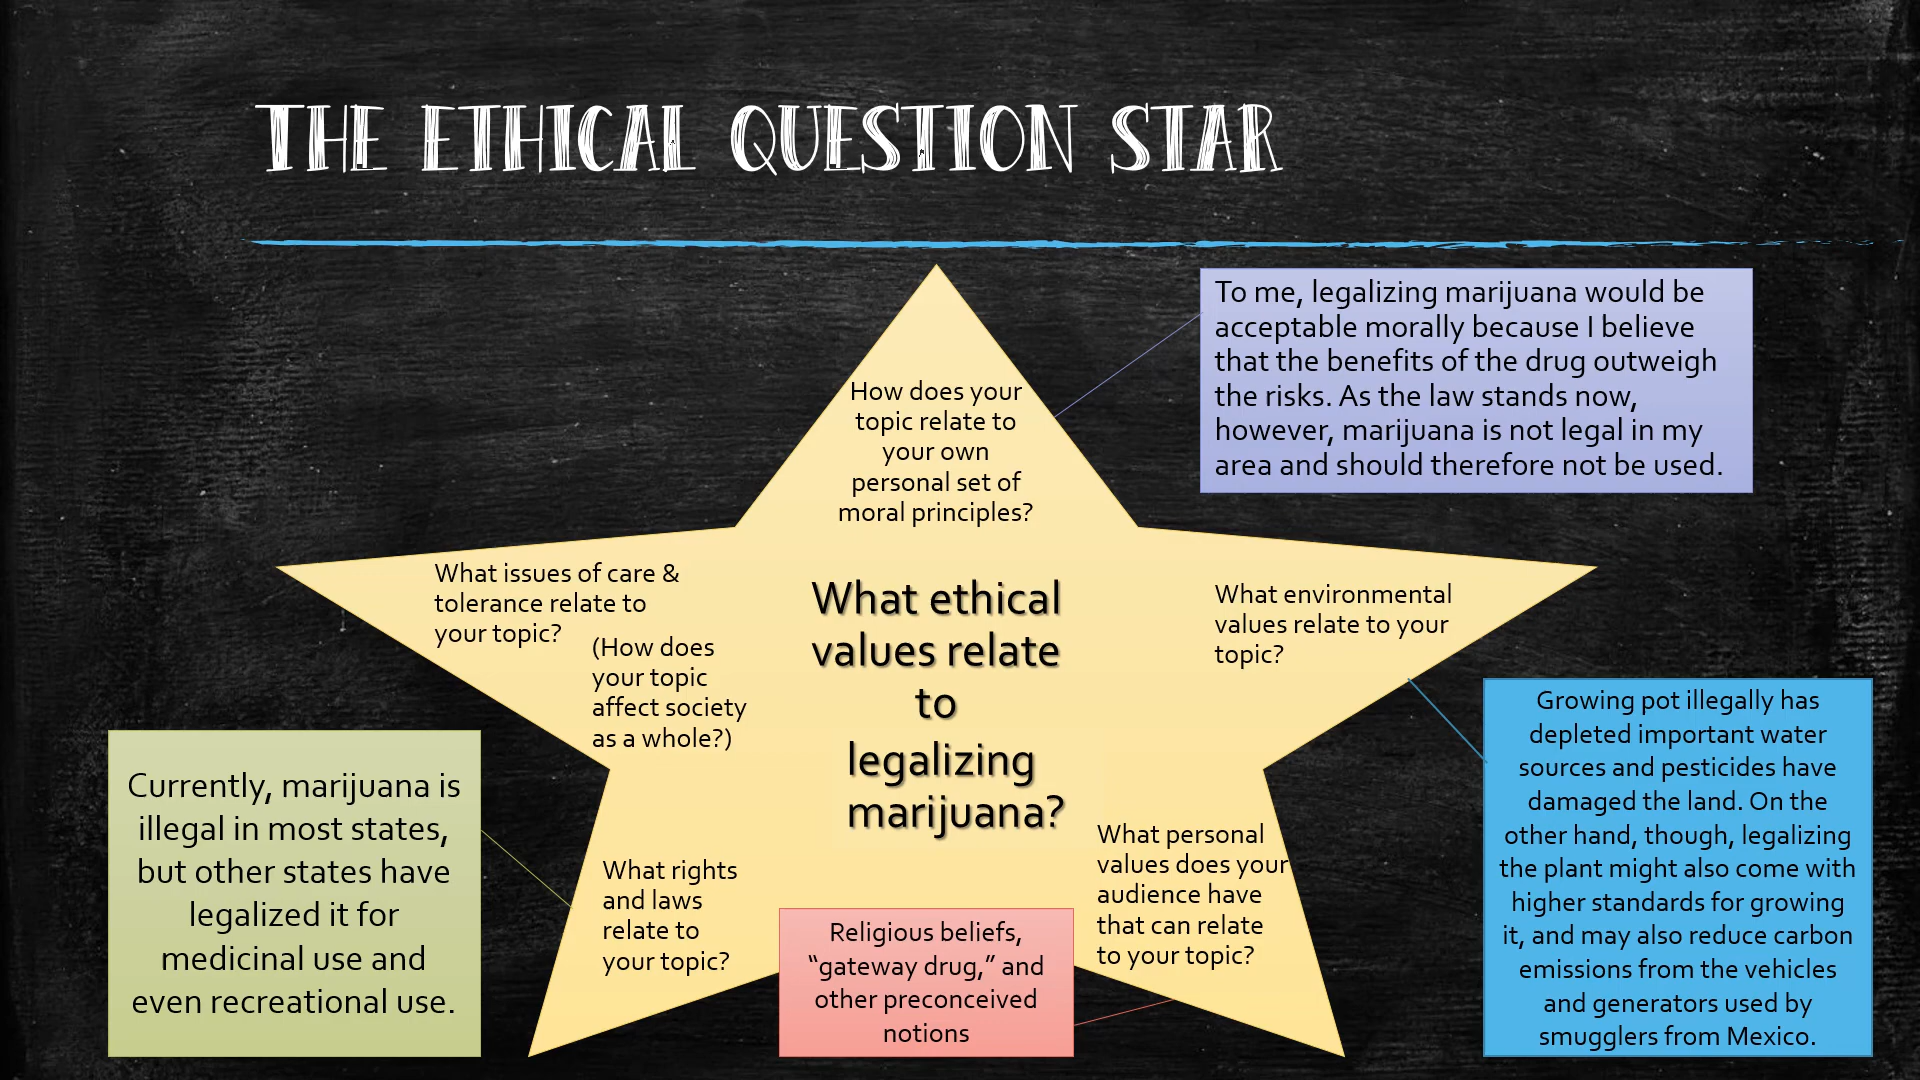 THE ETHICAL QUESTION STAR
To me, legalizing marijuana would be
acceptable morally because I believe
that the benefits of the drug outweigh
the risks. As the law stands now,
however, marijuana is not legal in my
area and should therefore not be used.
How does your
topic relate to
your own
personal set of
moral principles?
What issues of care &
tolerance relate to
your topic?
(How does
your topic
affect society
as a whole?)
What ethical
values relate
to
legalizing
marijuana?
What environmental
values relate to your
topic?
Growing pot illegally has
depleted important water
sources and pesticides have
damaged the land. On the
other hand, though, legalizing
the plant might also come with
higher standards for growing
it, and may also reduce carbon
emissions from the vehicles
and generators used by
smugglers from Mexico.
Currently, marijuana is
illegal in most states,
but other states have
legalized it for
medicinal use and
even recreational use.
What rights
and laws
relate to
your topic?
Religious beliefs,
“gateway drug,” and
other preconceived
notions
What personal
values does your
audience have
that can relate
to your topic?